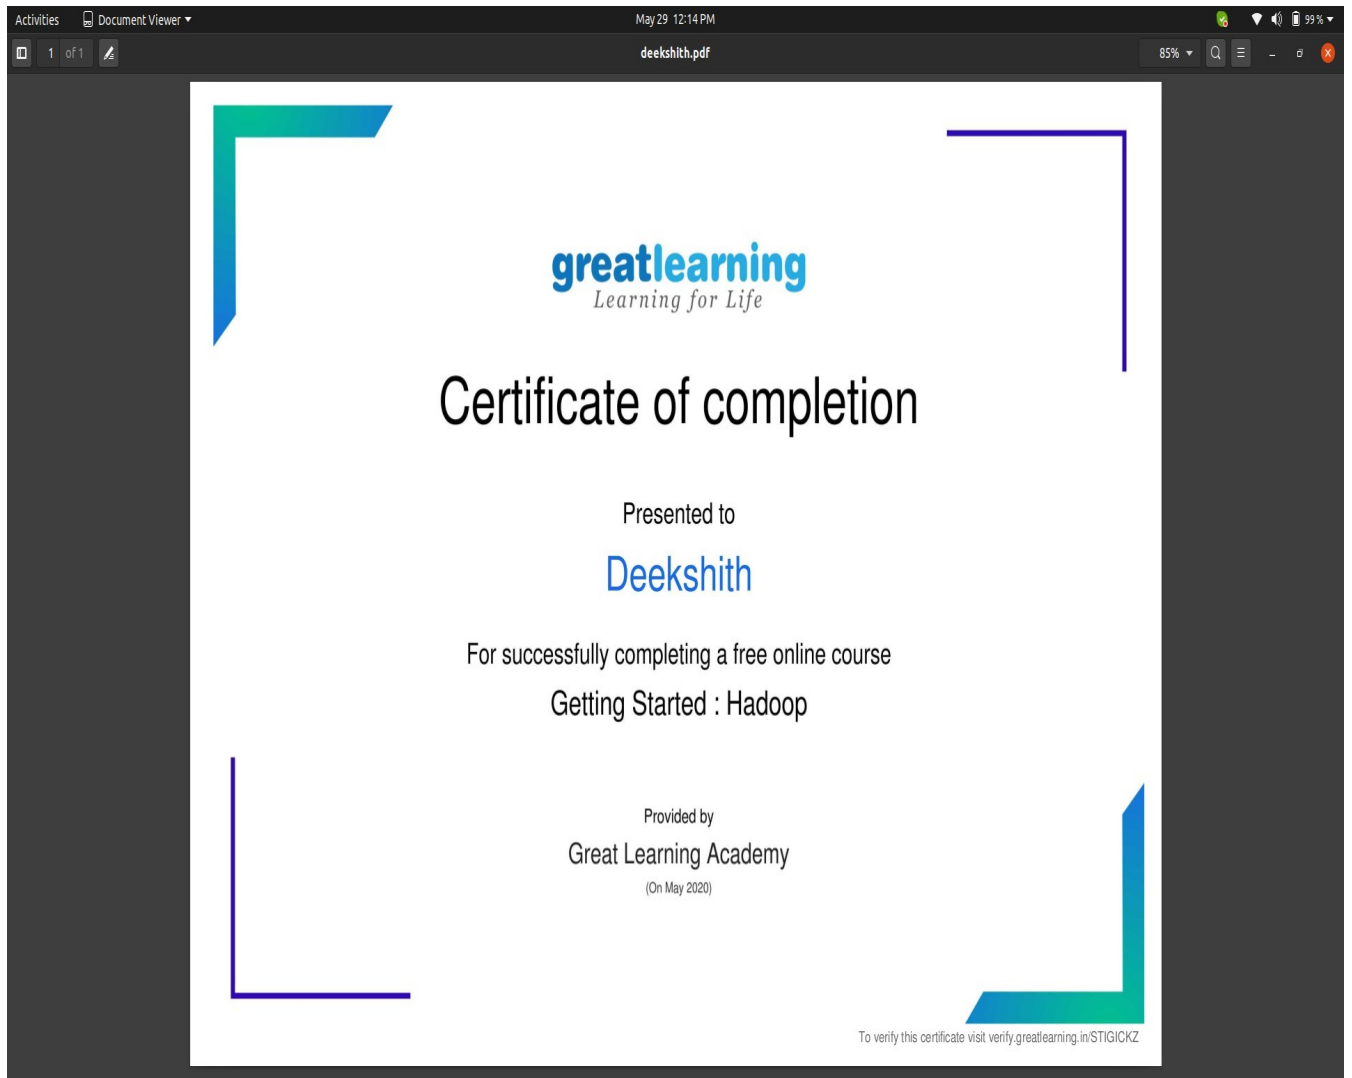 Activities Document Viewer May 29 12:14 PM 99 %
1 of 1 deekshith.pdf 85%
greatlearning
Learning for Life
Certificate of completion
Presented to
Deekshith
For successfully completing a free online course
Getting Started : Hadoop
Provided by
Great Learning Academy
(On May 2020)
To verify this certificate visit verify.greatlearning.in/STIGICKZ